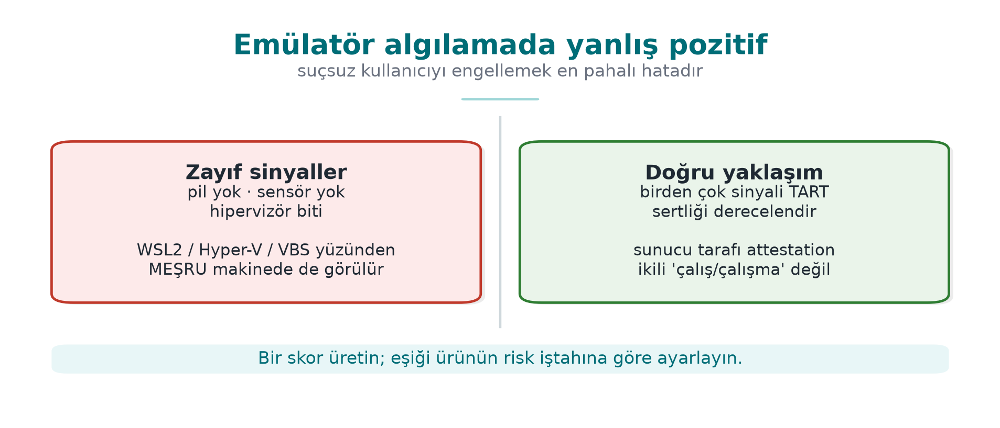 Emülatör algılamada yanlış pozitif
suçsuz kullanıcıyı engellemek en pahalı hatadır
Zayıf sinyaller
pil yok · sensör yok
hipervizör biti
WSL2 / Hyper-V / VBS yüzünden
MEŞRU makinede de görülür
Doğru yaklaşım
birden çok sinyali TART
sertliği derecelendir
sunucu tarafı attestation
ikili 'çalış/çalışma' değil
Bir skor üretin; eşiği ürünün risk iştahına göre ayarlayın.